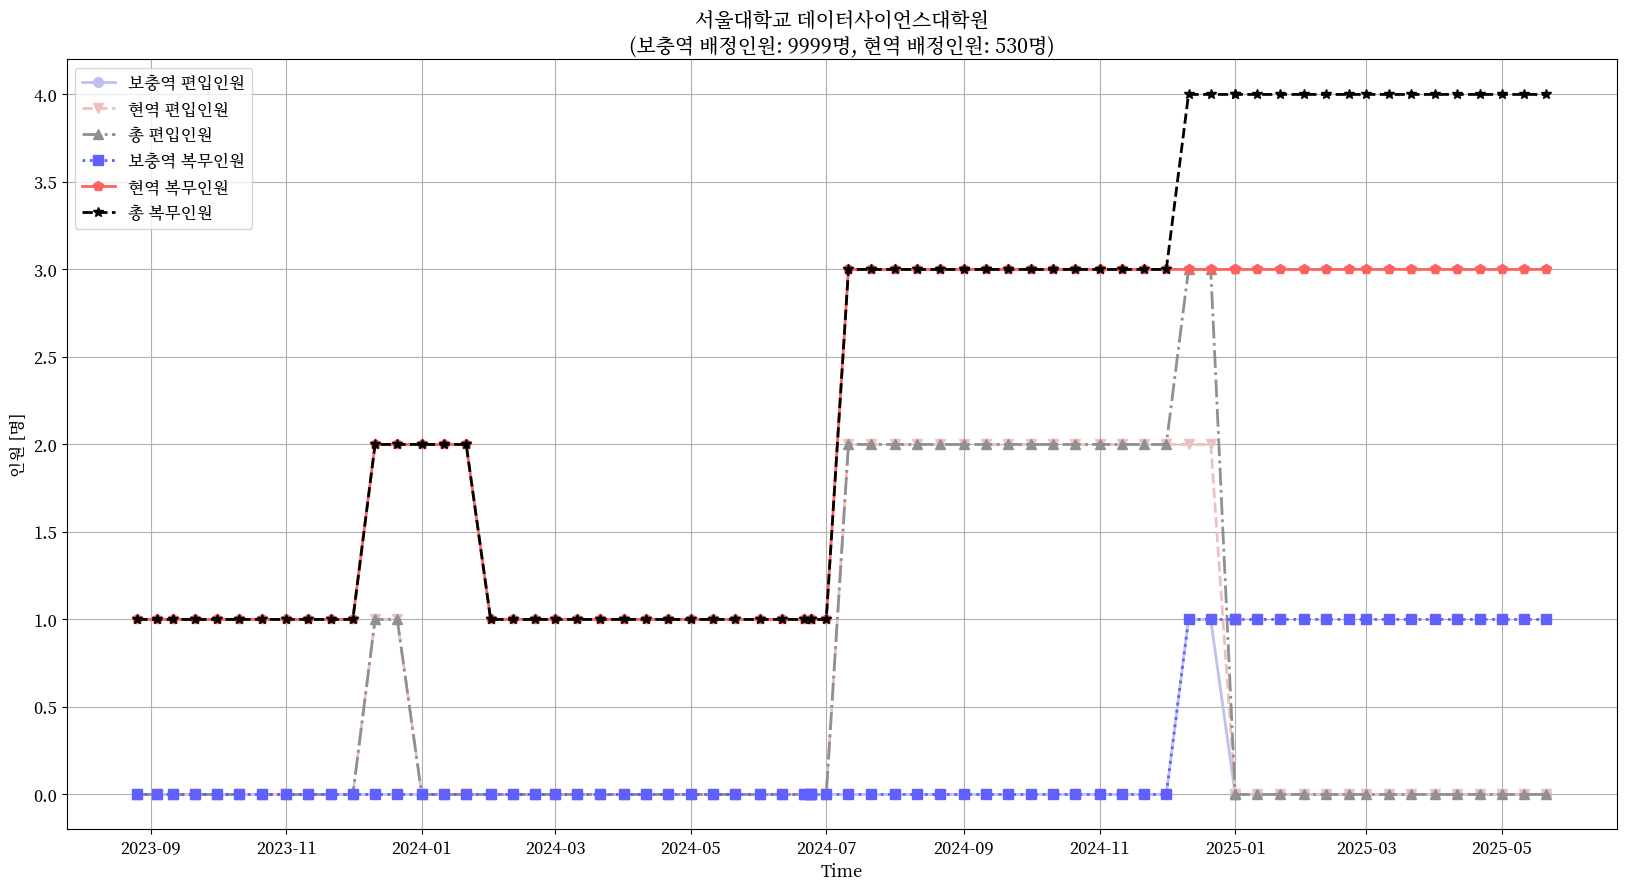 서울대학교 데이터사이언스대학원
(보충역 배정인원: 9999명, 현역 배정인원: 530명)
보충역 편입인원
현역 편입인원
총 편입인원
보충역 복무인원
현역 복무인원
총 복무인원
4.0
3.5
3.0
2.5
2.0
1.5
1.0
0.5
0.0
인원 [명]
2023-09
2023-11
2024-01
2024-03
2024-05
2024-07
2024-09
2024-11
2025-01
2025-03
2025-05
Time